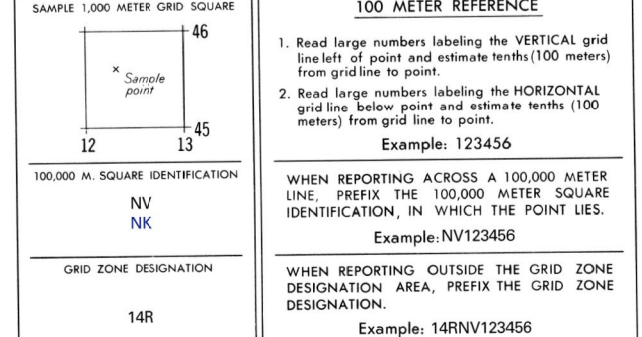 SAMPLE 1,000 METER GRID SQUARE
46
Sample
point
45
12
13
100,000 M. SQUARE IDENTIFICATION
NV
NK
GRID ZONE DESIGNATION
14R
100 METER REFERENCE
1. Read large numbers labeling the VERTICAL grid
line left of point and estimate tenths (100 meters)
from grid line to point.
2. Read large numbers labeling the HORIZONTAL
grid line below point and estimate tenths (100
meters) from grid line to point.
Example: 123456
WHEN REPORTING ACROSS A 100,000 METER
LINE, PREFIX THE 100,000 METER SQUARE
IDENTIFICATION, IN WHICH THE POINT LIES.
Example: NV123456
WHEN REPORTING OUTSIDE THE GRID ZONE
DESIGNATION AREA, PREFIX THE GRID ZONE
DESIGNATION.
Example: 14RNV123456